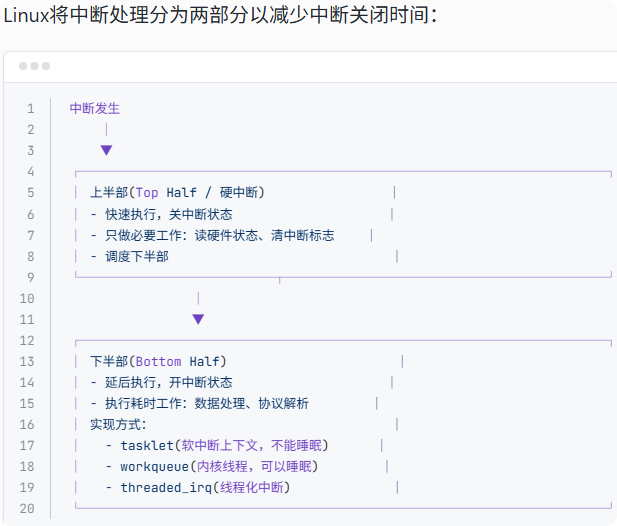 Linux将中断处理分为两部分以减少中断关闭时间：
1 中断发生
2 │
3 ▼
4 ┌─────────────────────────────────────┐
5 │ 上半部(Top Half / 硬中断) │
6 │ - 快速执行，关中断状态 │
7 │ - 只做必要工作：读硬件状态、清中断标志 │
8 │ - 调度下半部 │
9 └──────────────┬──────────────────────┘
10 │
11 ▼
12 ┌─────────────────────────────────────┐
13 │ 下半部(Bottom Half) │
14 │ - 延后执行，开中断状态 │
15 │ - 执行耗时工作：数据处理、协议解析 │
16 │ 实现方式： │
17 │ - tasklet(软中断上下文，不能睡眠) │
18 │ - workqueue(内核线程，可以睡眠) │
19 │ - threaded_irq(线程化中断) │
20 └─────────────────────────────────────┘